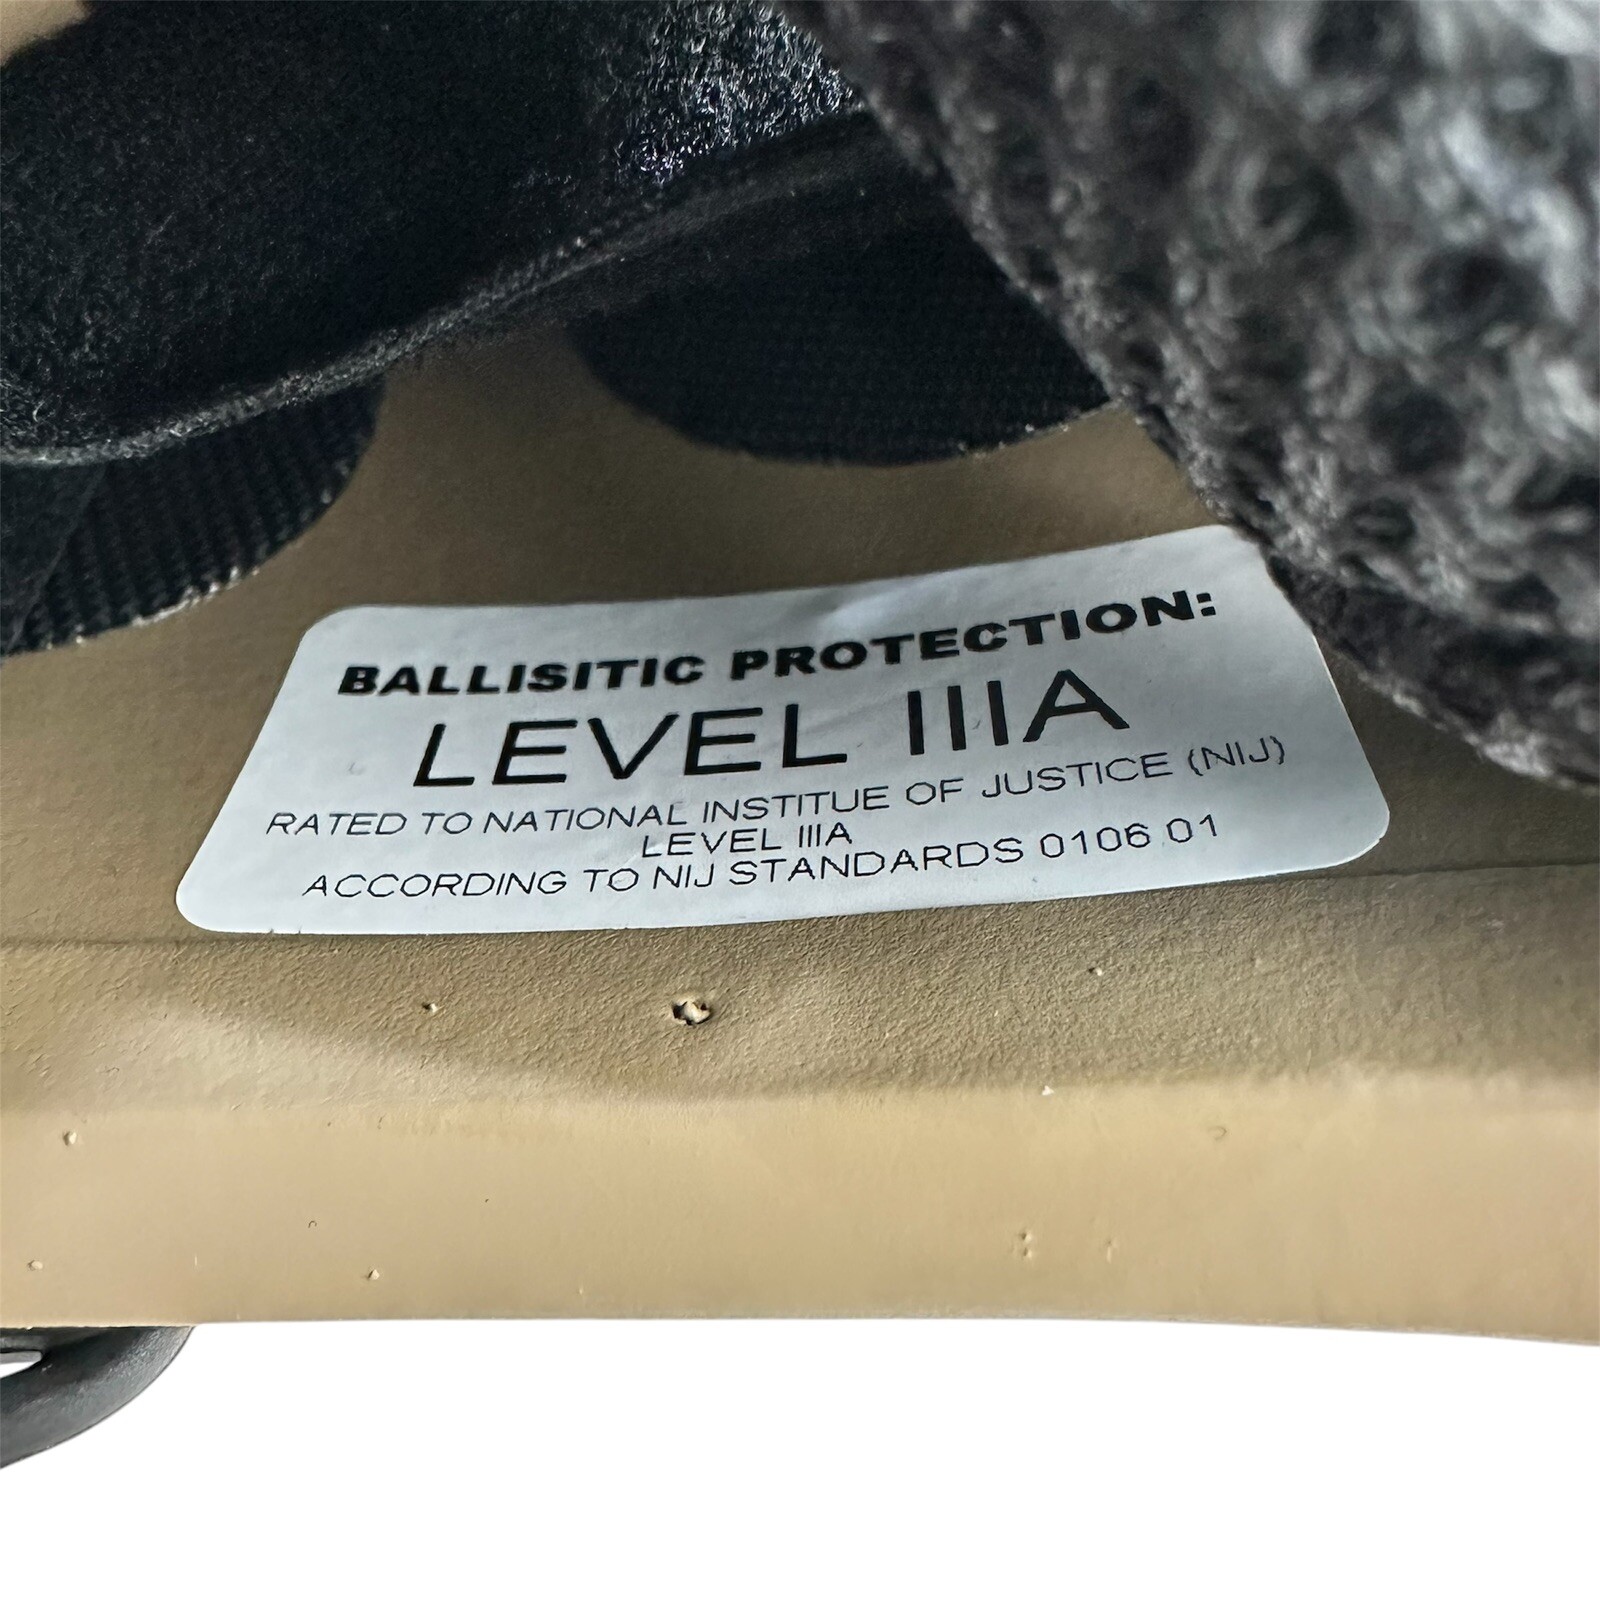 BALLISITIC PROTECTION:
LEVEL IIIA
RATED TO NATIONAL INSTITUE OF JUSTICE (NIJ)
LEVEL IIIA
ACCORDING TO NIJ STANDARDS 0106 01